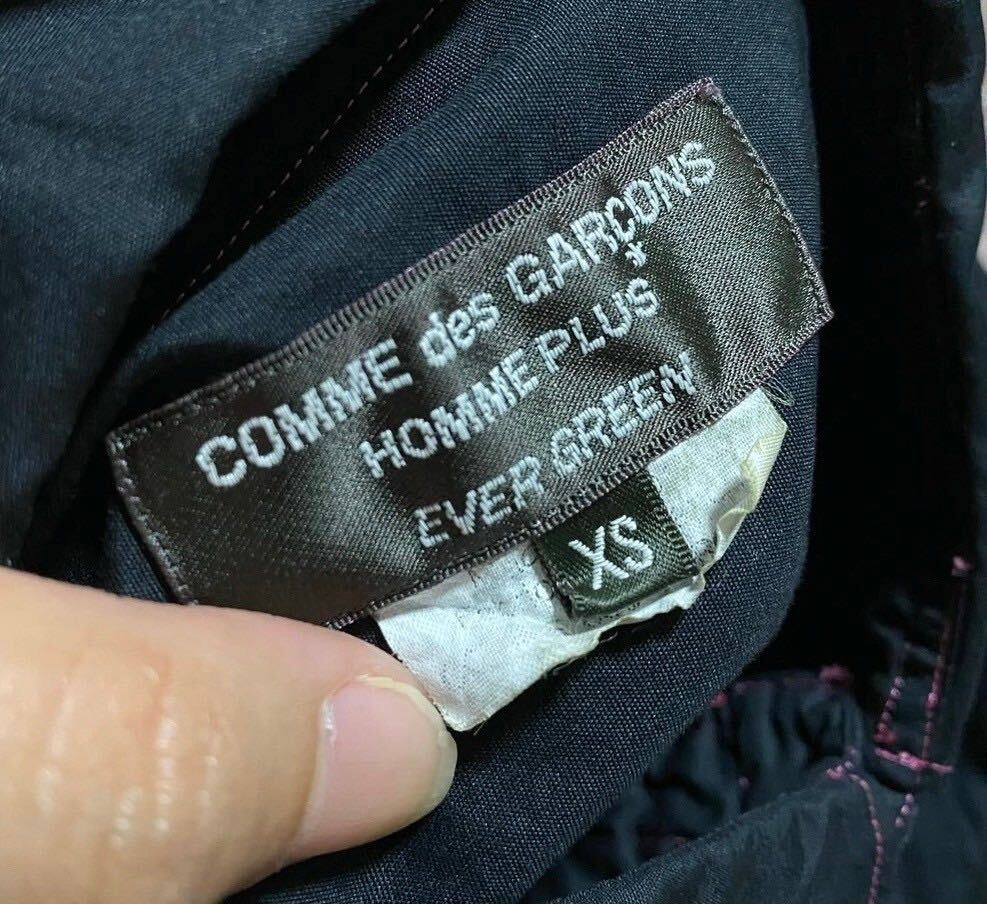 COMME des GARÇONS
HOMME PLUS
EVER GREEN
XS